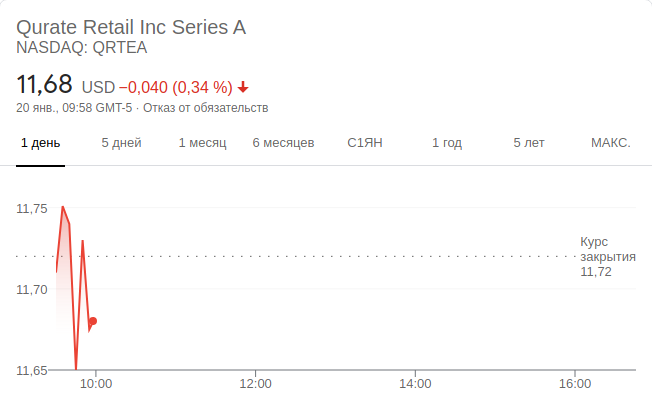 Qurate Retail Inc Series A
NASDAQ: QRTEA
11,68 USD −0,040 (0,34 %)
20 янв., 09:58 GMT-5 · Отказ от обязательств
1 день 5 дней 1 месяц 6 месяцев С1ЯН 1 год 5 лет МАКС.
11,75
Курс
закрытия
11,72
11,70
11,65
10:00 12:00 14:00 16:00